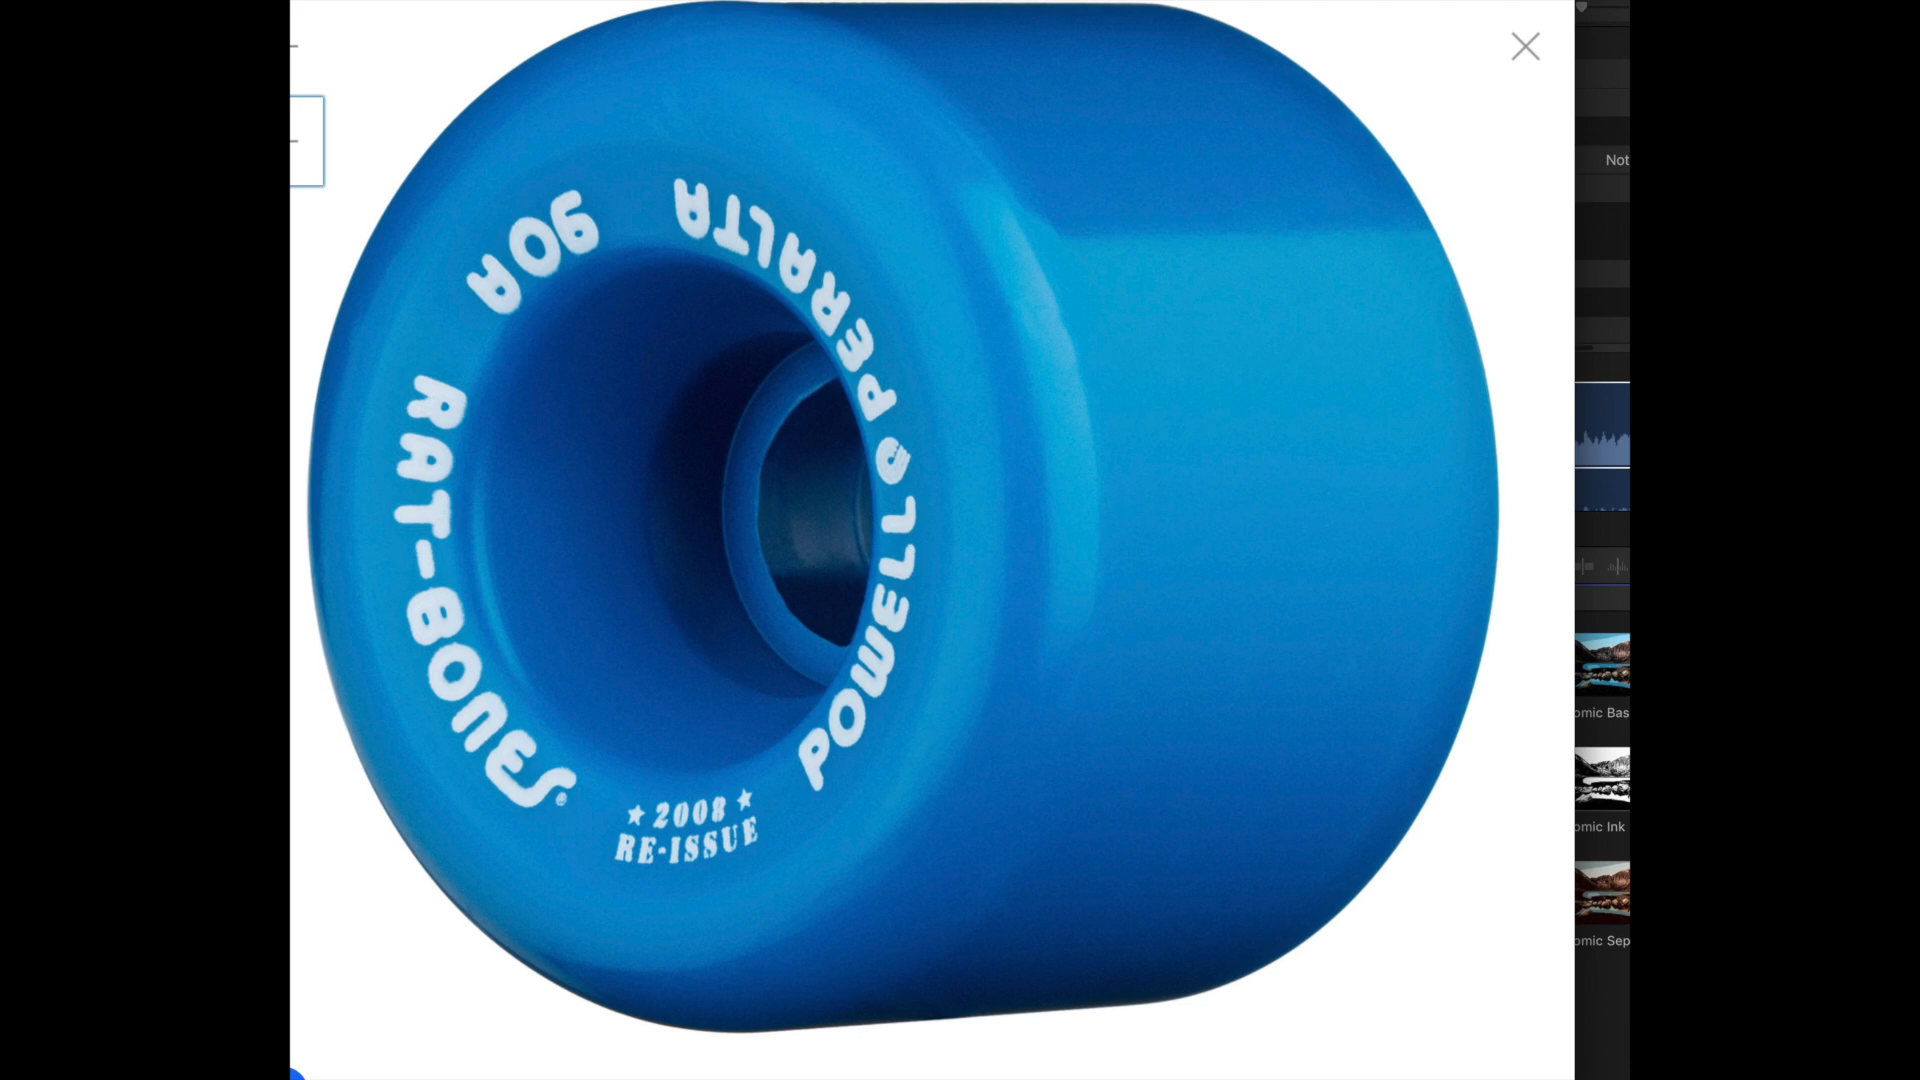 90A
POWELL PERALTA
RAT-BONES®
★ 2008 ★
RE-ISSUE
Not
omic Bas
omic Ink
omic Sep